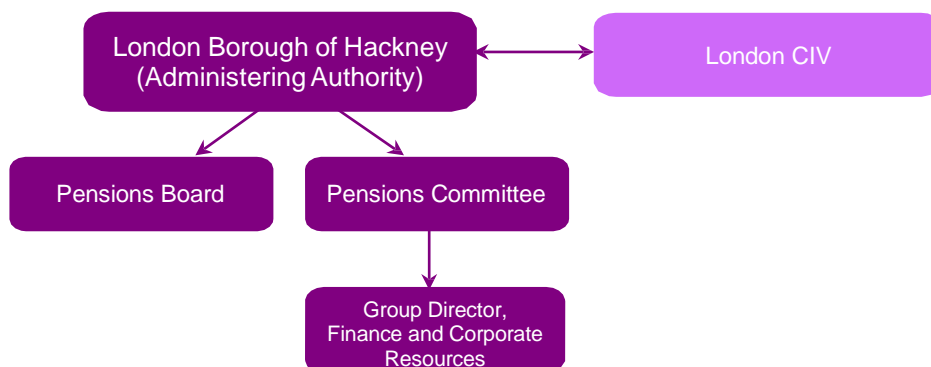 London Borough of Hackney
(Administering Authority)
London CIV
Pensions Board
Pensions Committee
Group Director,
Finance and Corporate
Resources